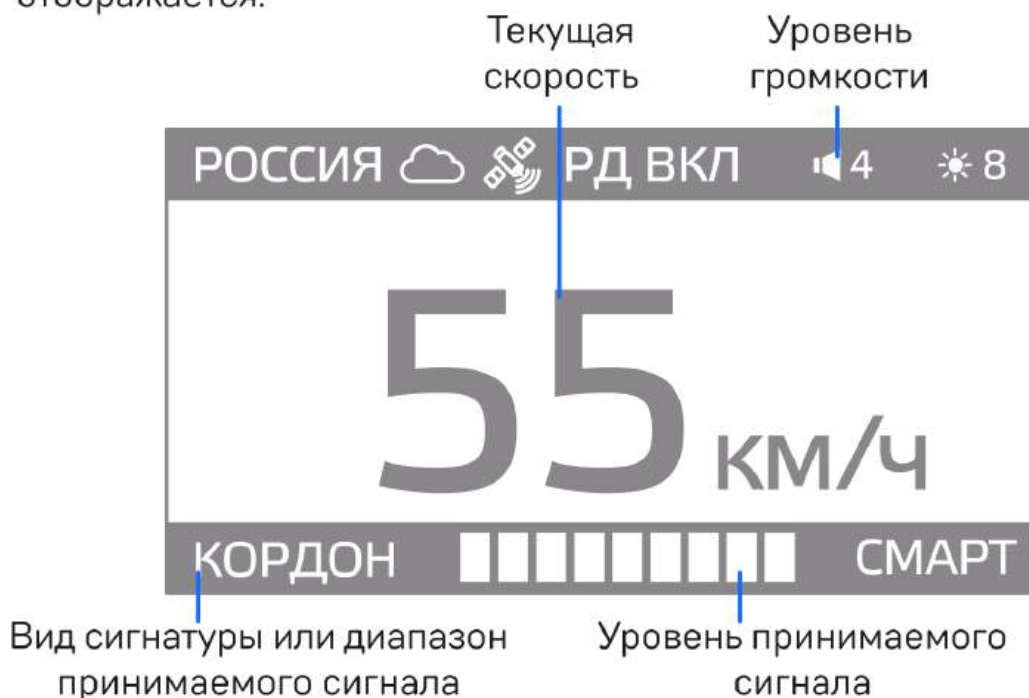 отображается.
Текущая скорость
Уровень громкости
РОССИЯ РД ВКЛ 4 8
55 км/ч
КОРДОН СМАРТ
Вид сигнатуры или диапазон принимаемого сигнала
Уровень принимаемого сигнала